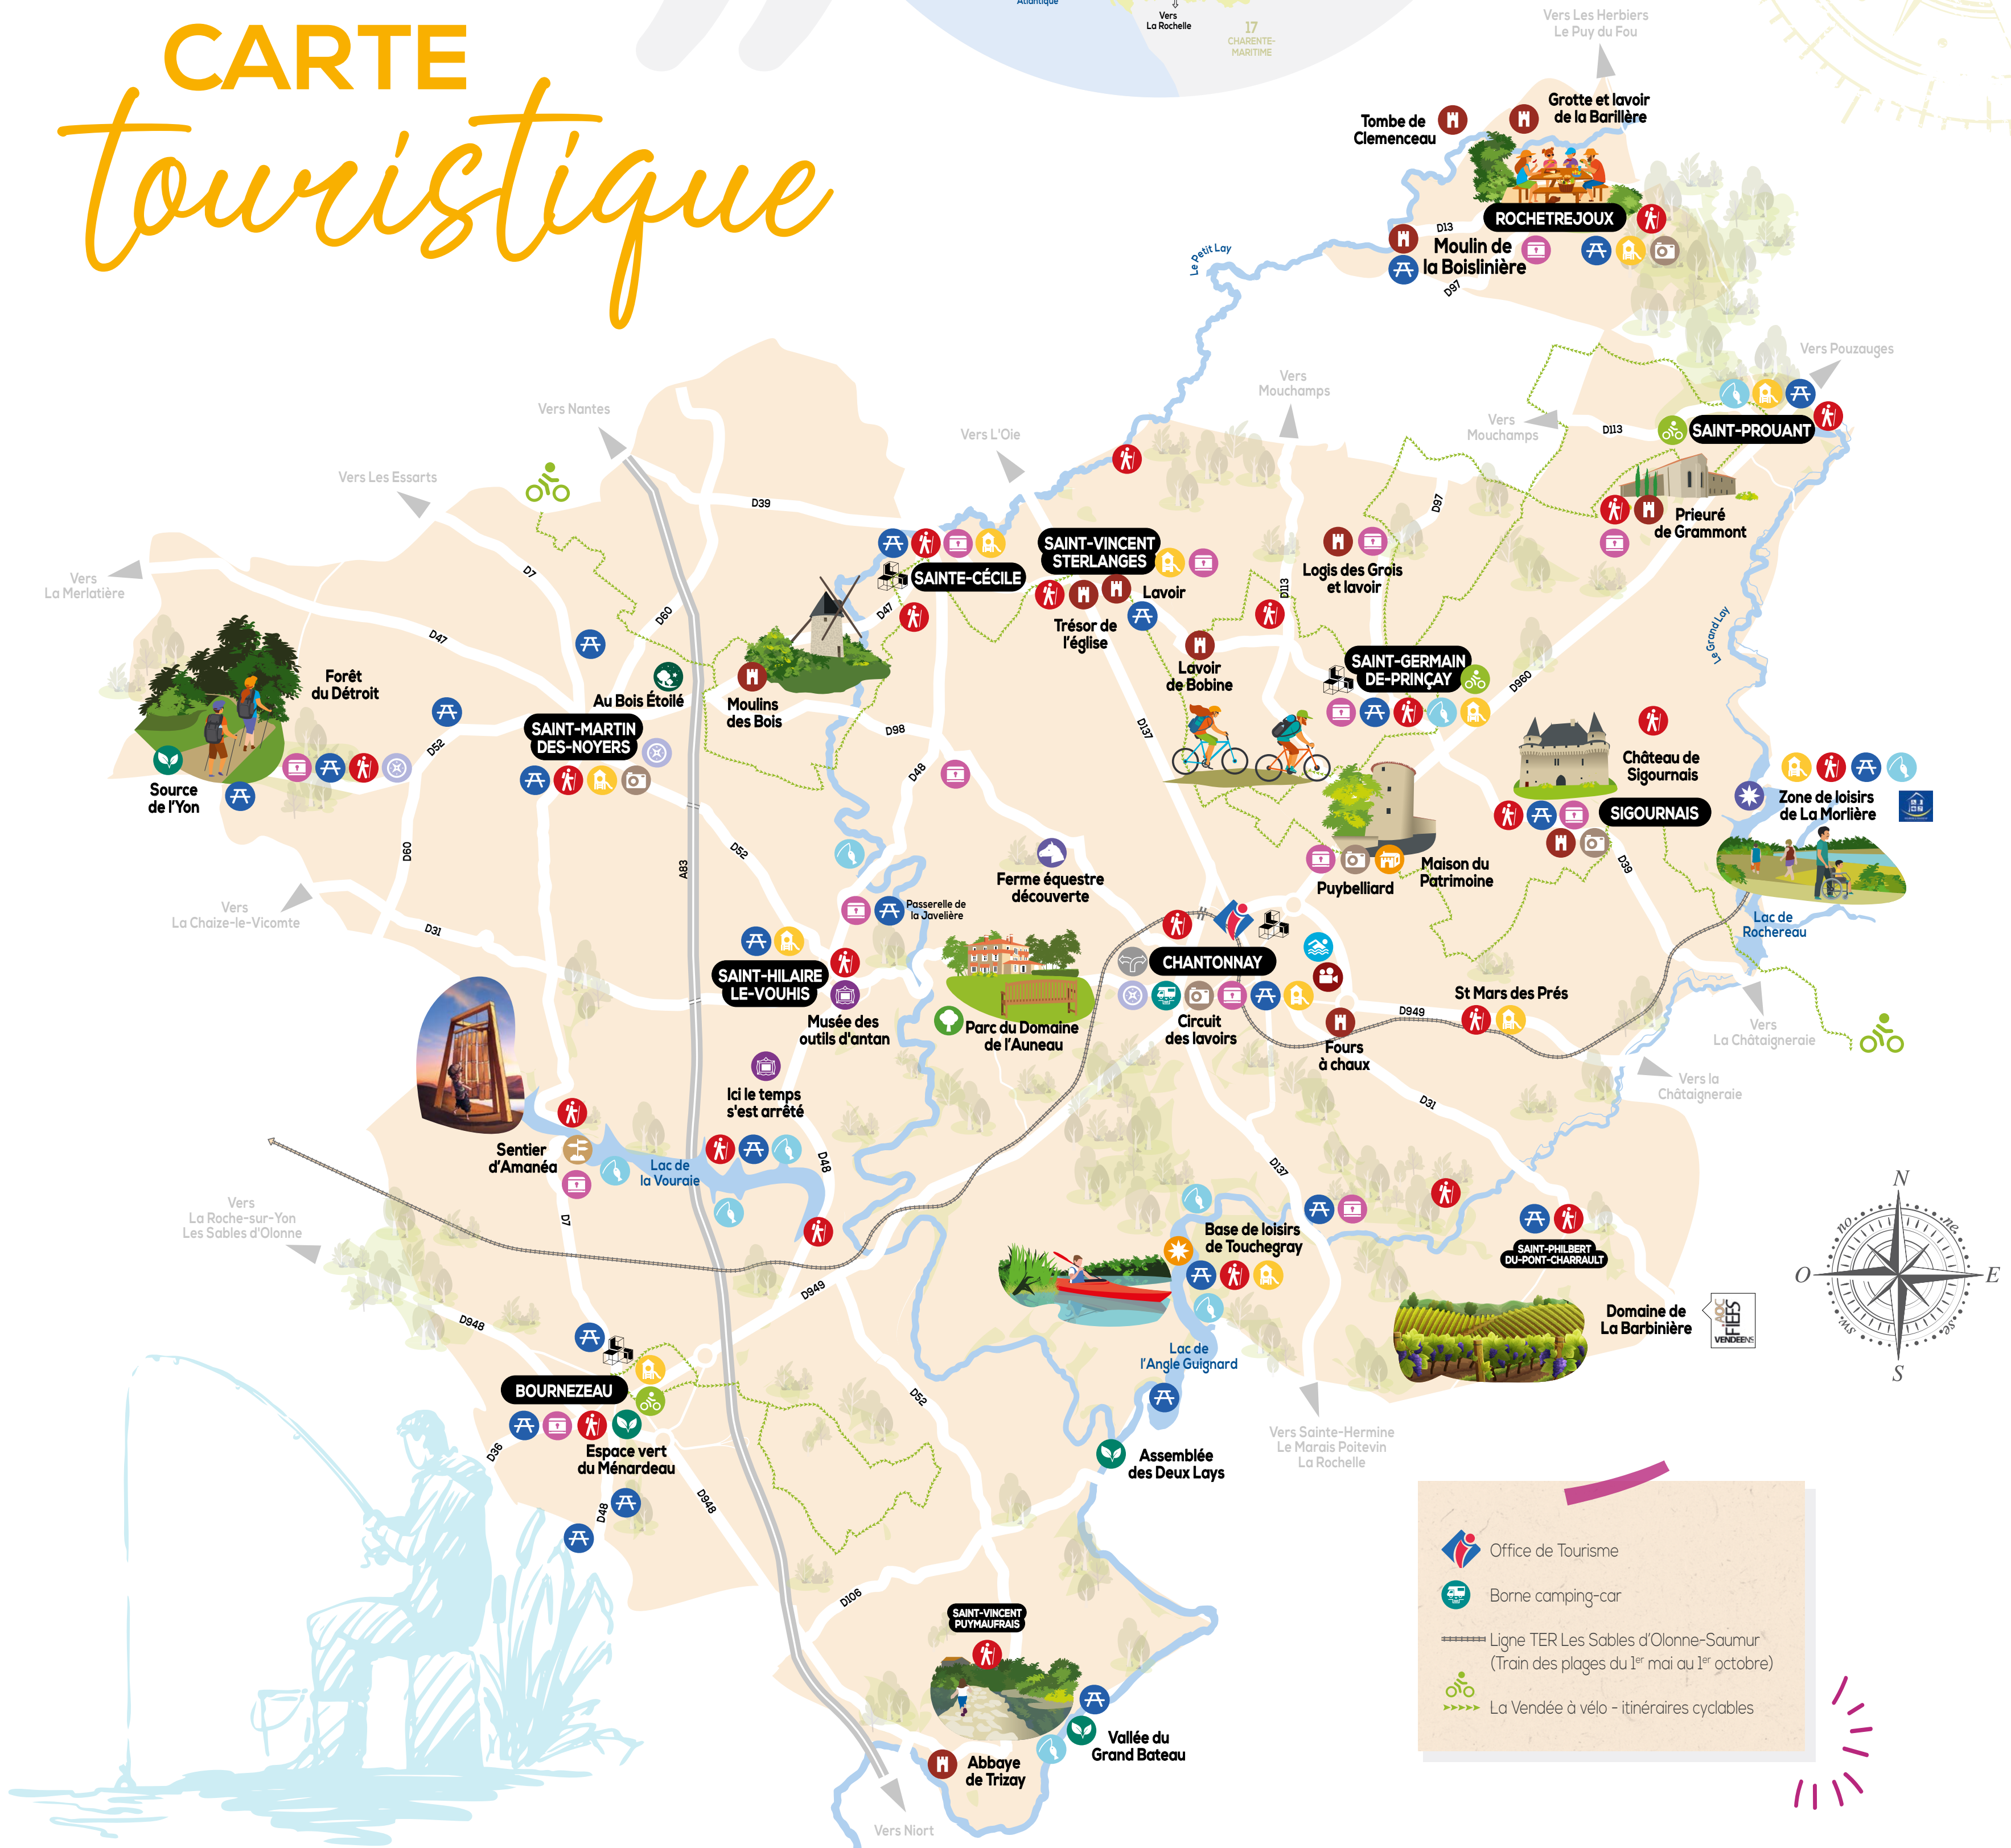 CARTE
touristique
Atlantique
Vers
La Rochelle
17
CHARENTE-
MARITIME
Vers Les Herbiers
Le Puy du Fou
Tombe de
Clemenceau
Grotte et lavoir
de la Barillère
ROCHETREJOUX
D13
Moulin de
la Boislinière
D97
Le Petit Lay
Vers Pouzauges
Vers
Mouchamps
Vers
Mouchamps
D113
SAINT-PROUANT
Prieuré
de Grammont
Vers Nantes
Vers L'Oie
Vers Les Essarts
D39
D97
Vers
La Merlatière
D7
D60
D47
SAINTE-CÉCILE
D47
SAINT-VINCENT
STERLANGES
Lavoir
Trésor de
l'église
Logis des Grois
et lavoir
D113
Le Grand Lay
Lavoir
de Bobine
SAINT-GERMAIN
DE-PRINÇAY
D960
Forêt
du Détroit
Au Bois Étoilé
Moulins
des Bois
SAINT-MARTIN
DES-NOYERS
D52
D98
D137
D48
Source
de l'Yon
Château de
Sigournais
SIGOURNAIS
Zone de loisirs
de La Morlière
D60
A83
D52
D39
Ferme équestre
découverte
Puybelliard
Maison du
Patrimoine
Vers
La Chaize-le-Vicomte
D31
Passerelle de
la Javelière
Lac de
Rochereau
SAINT-HILAIRE
LE-VOUHIS
Musée des
outils d'antan
CHANTONNAY
Circuit
des lavoirs
Parc du Domaine
de l'Auneau
St Mars des Prés
D949
Fours
à chaux
Vers
La Châtaigneraie
Vers la
Châtaigneraie
Ici le temps
s'est arrêté
D31
Sentier
d'Amanéa
Lac de
la Vouraie
D48
D137
Vers
La Roche-sur-Yon
Les Sables d'Olonne
D7
Base de loisirs
de Touchegray
SAINT-PHILBERT
DU-PONT-CHARRAULT
N
no
ne
O
E
so
se
S
D949
D948
Domaine de
La Barbinière
AOC
FIEFS
VENDÉENS
Lac de
l'Angle Guignard
BOURNEZEAU
D52
D36
Espace vert
du Ménardeau
Vers Sainte-Hermine
Le Marais Poitevin
La Rochelle
Assemblée
des Deux Lays
D48
D948
Office de Tourisme
Borne camping-car
Ligne TER Les Sables d'Olonne-Saumur
(Train des plages du 1er mai au 1er octobre)
La Vendée à vélo - itinéraires cyclables
D106
SAINT-VINCENT
PUYMAUFRAIS
Vallée du
Grand Bateau
Abbaye
de Trizay
Vers Niort